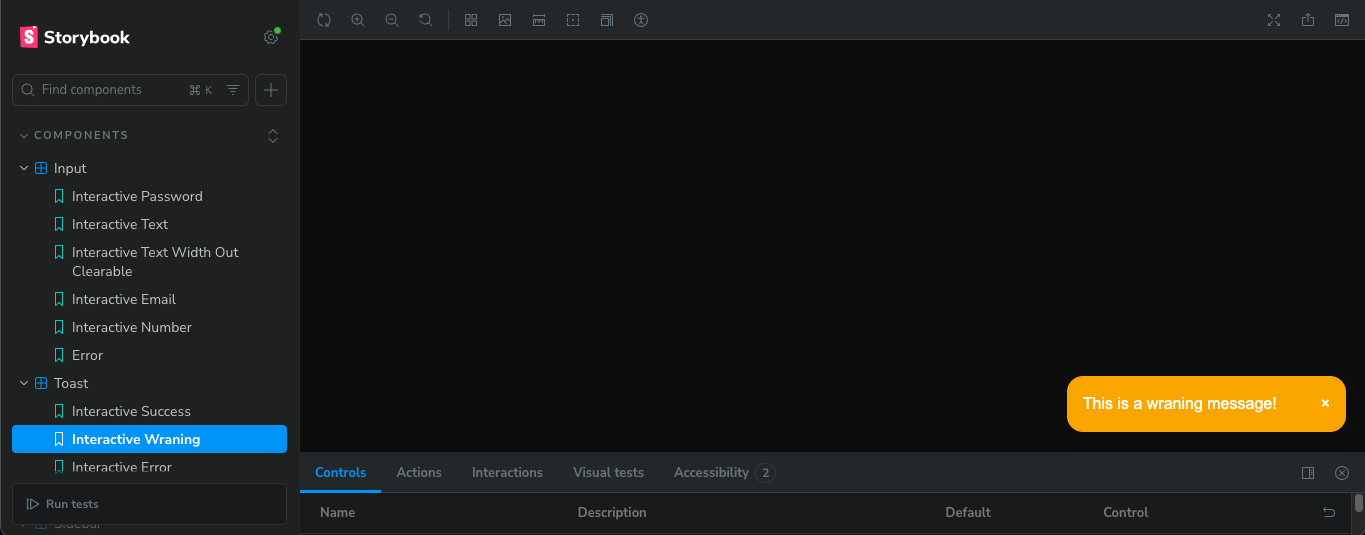 Storybook
Find components
⌘ K
COMPONENTS
Input
Interactive Password
Interactive Text
Interactive Text Width Out
Clearable
Interactive Email
Interactive Number
Error
Toast
Interactive Success
Interactive Wraning
Interactive Error
Run tests
Sidebar
This is a wraning message! ×
Controls Actions Interactions Visual tests Accessibility 2
Name Description Default Control